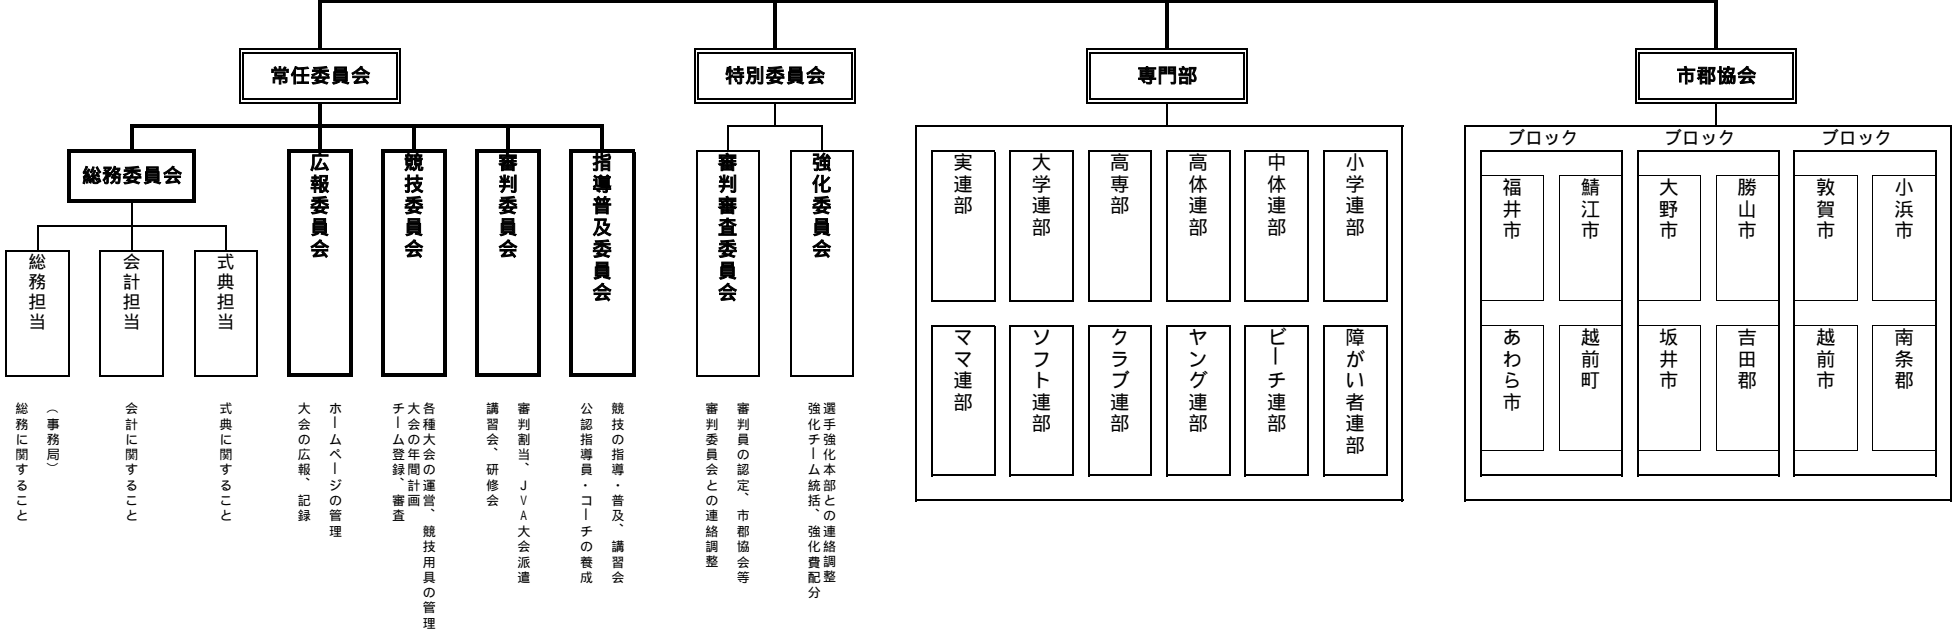 常任委員会
特別委員会
専門部
市郡協会
総務委員会
広報委員会
競技委員会
審判委員会
指導普及委員会
総務担当
会計担当
式典担当
審判審査委員会
強化委員会
実連部
大学連部
高専部
高体連部
中体連部
小学連部
ママ連部
ソフト連部
クラブ連部
ヤング連部
ビーチ連部
障がい者連部
ブロック
ブロック
ブロック
福井市
鯖江市
大野市
勝山市
敦賀市
小浜市
あわら市
越前町
坂井市
吉田郡
越前市
南条郡
(事務局)
総務に関すること
会計に関すること
式典に関すること
ホームページの管理
大会の広報、記録
各種大会の運営、競技用具の管理
大会の年間計画
チーム登録、審査
審判割当、JVA大会派遣
講習会、研修会
競技の指導・普及、講習会
公認指導員・コーチの養成
審判員の認定、市郡協会等
審判委員会との連絡調整
選手強化本部との連絡調整
強化チーム統括、強化費配分